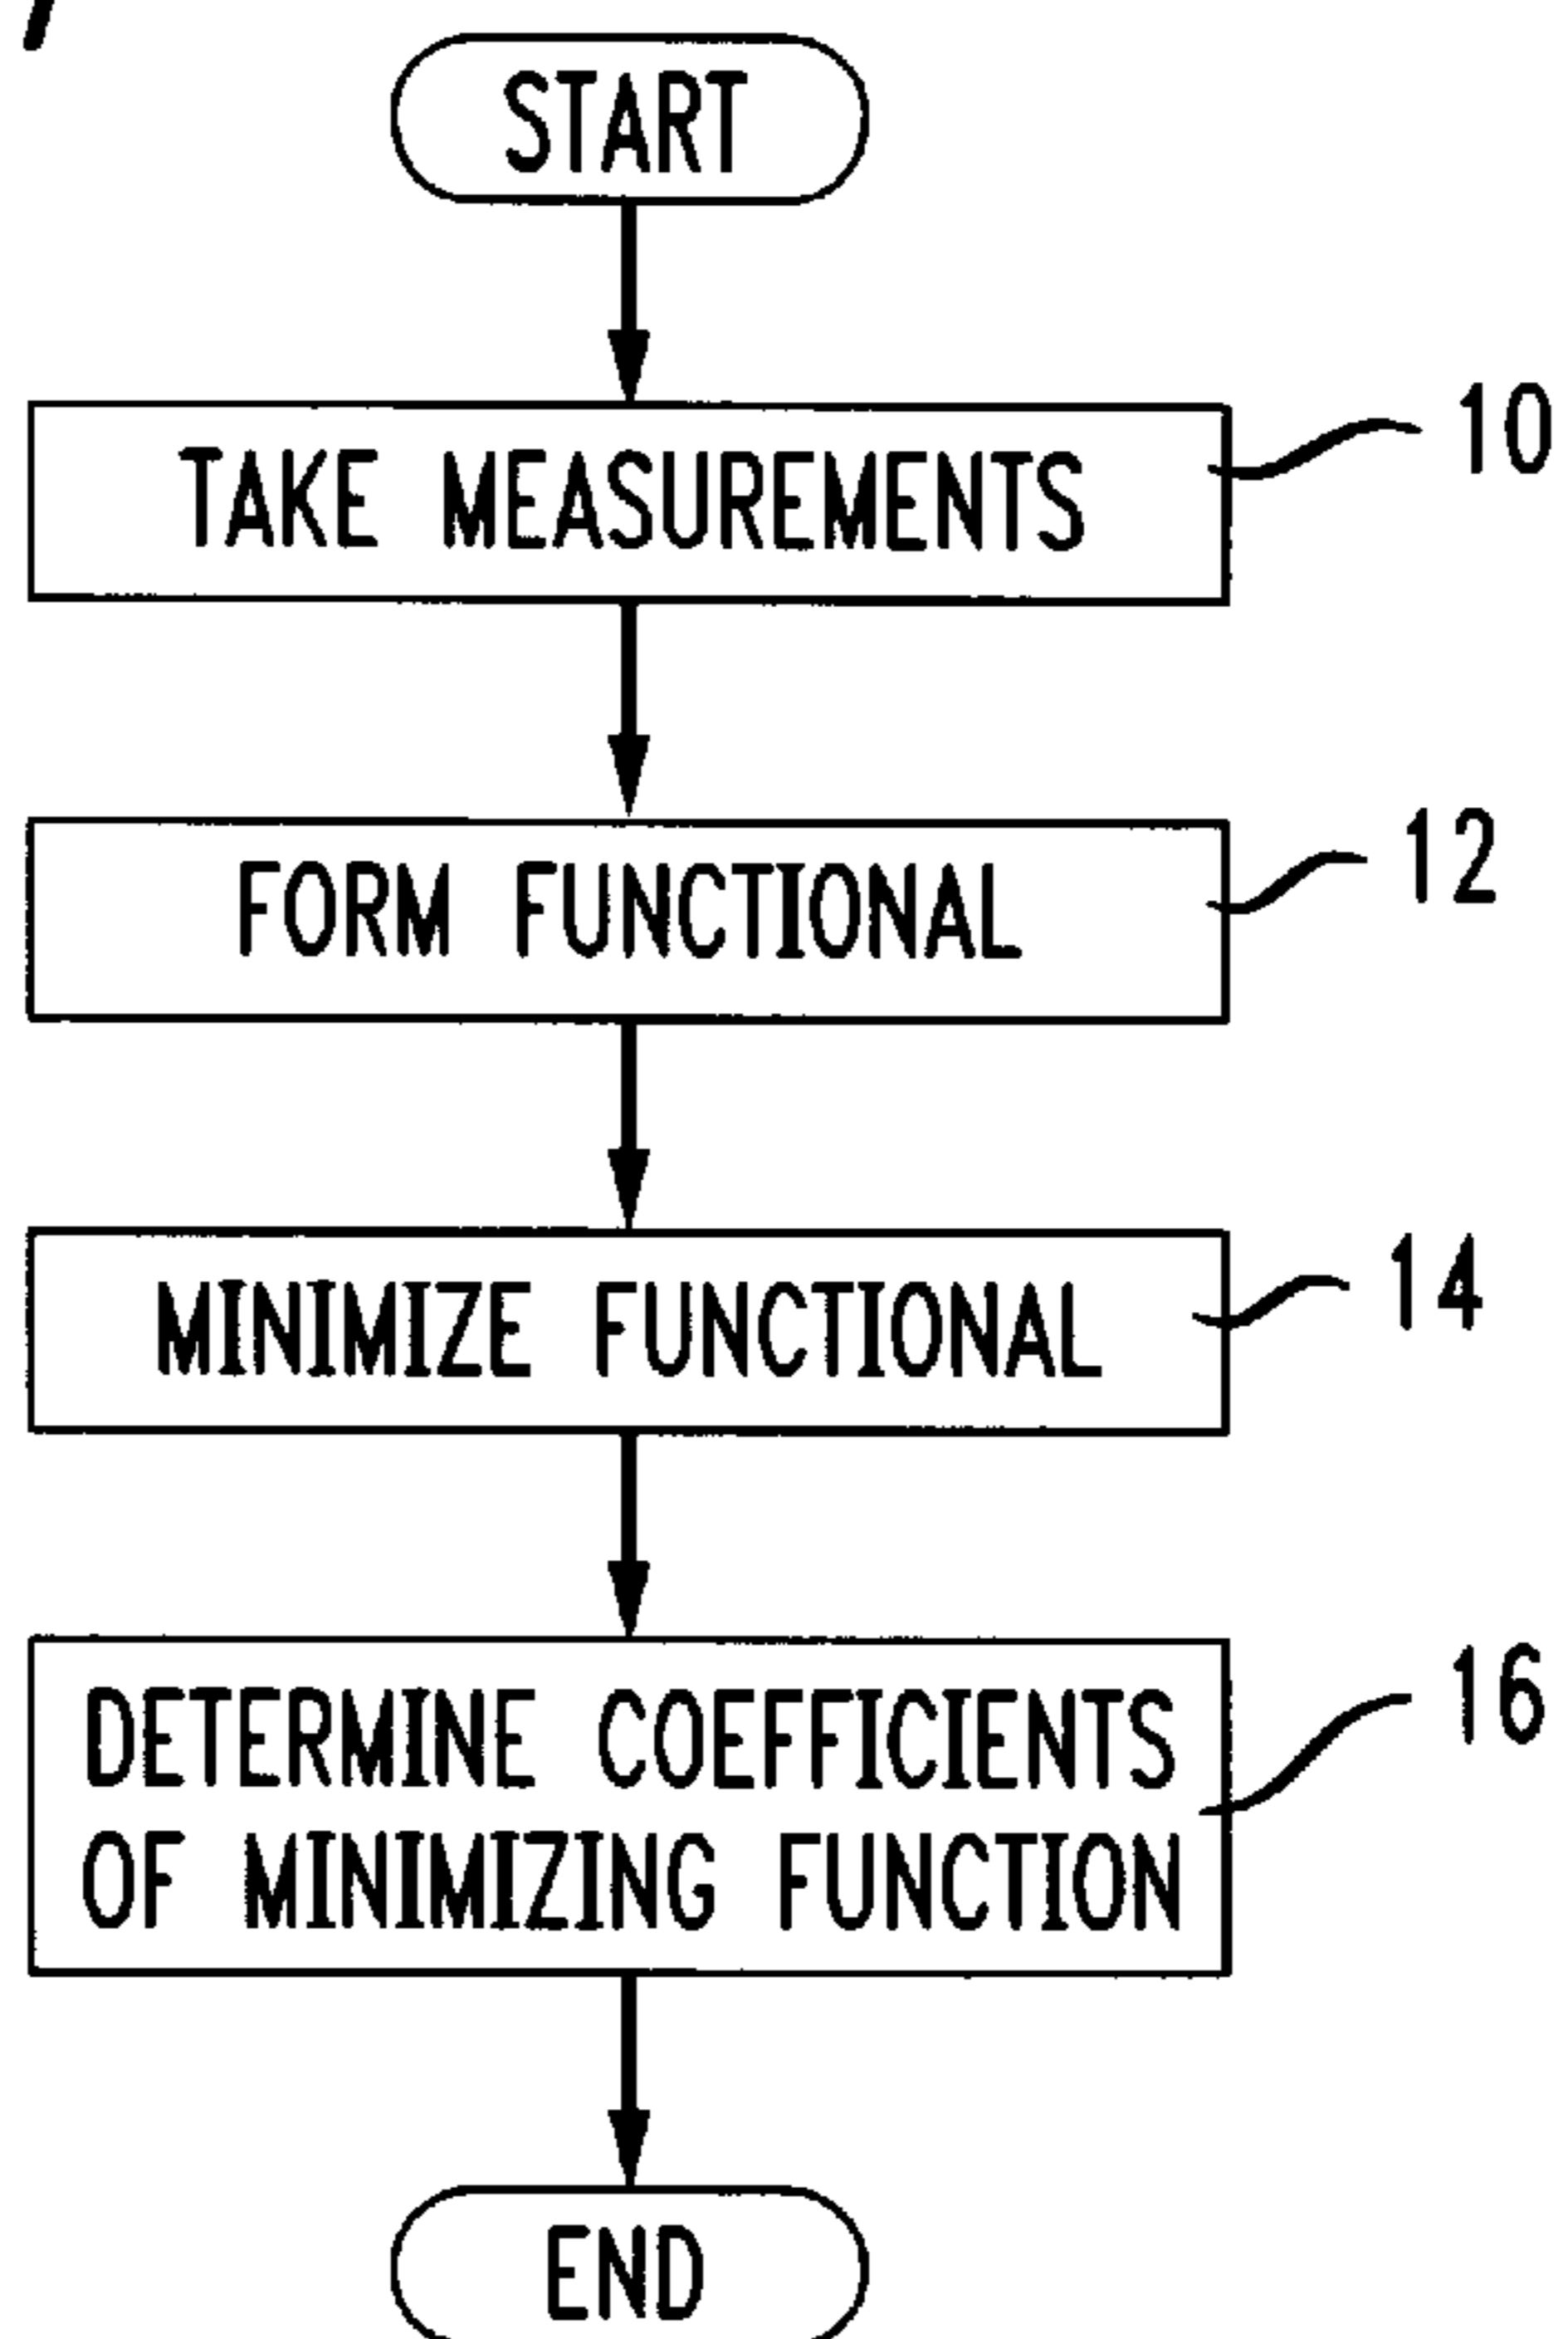 START
TAKE MEASUREMENTS
10
FORM FUNCTIONAL
12
MINIMIZE FUNCTIONAL
14
DETERMINE COEFFICIENTS
OF MINIMIZING FUNCTION
16
END